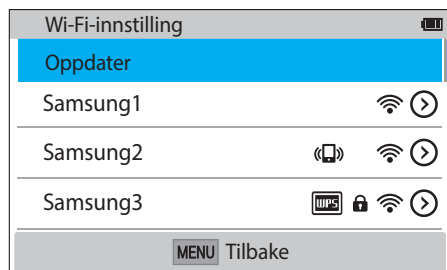 Wi-Fi-innstilling
Oppdater
Samsung1
Samsung2
Samsung3 WPS
MENU Tilbake